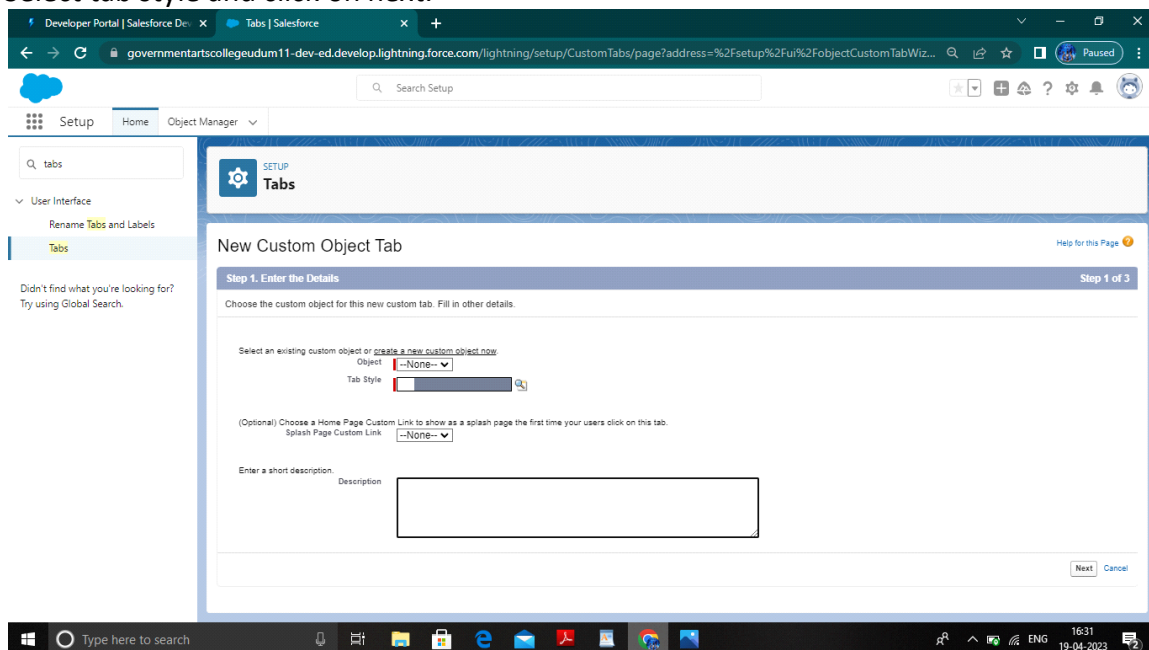 Select tab style and click on next.
Developer Portal | Salesforce Dev
Tabs | Salesforce
governmentartscollegeudum11-dev-ed.develop.lightning.force.com/lightning/setup/CustomTabs/page?address=%2Fsetup%2Fui%2FobjectCustomTabWiz...
Paused
Search Setup
Setup
Home
Object Manager
tabs
User Interface
Rename Tabs and Labels
Tabs
Didn't find what you're looking for?
Try using Global Search.
SETUP
Tabs
New Custom Object Tab
Help for this Page
Step 1. Enter the Details
Step 1 of 3
Choose the custom object for this new custom tab. Fill in other details.
Select an existing custom object or create a new custom object now.
Object
--None--
Tab Style
(Optional) Choose a Home Page Custom Link to show as a splash page the first time your users click on this tab.
Splash Page Custom Link
--None--
Enter a short description.
Description
Next
Cancel
Type here to search
ENG
16:31
19-04-2023
2